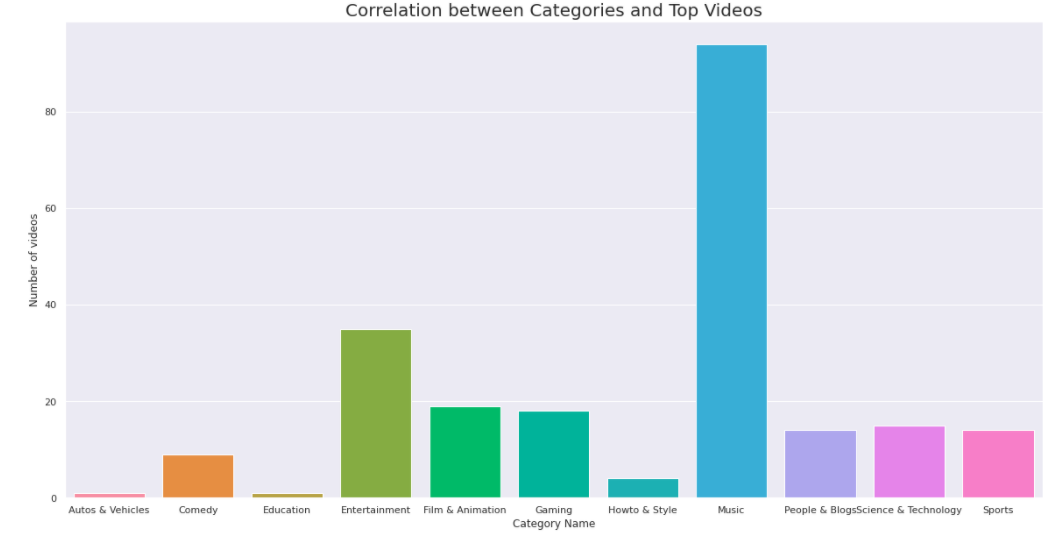 Correlation between Categories and Top Videos
Number of videos
80
60
40
20
0
Autos & Vehicles Comedy Education Entertainment Film & Animation Gaming Howto & Style Music People & Blogs Science & Technology Sports
Category Name